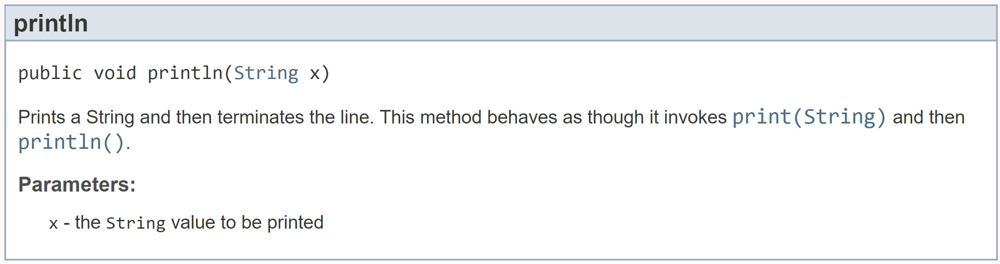 println
public void println(String x)
Prints a String and then terminates the line. This method behaves as though it invokes print(String) and then
println().
Parameters:
x - the String value to be printed